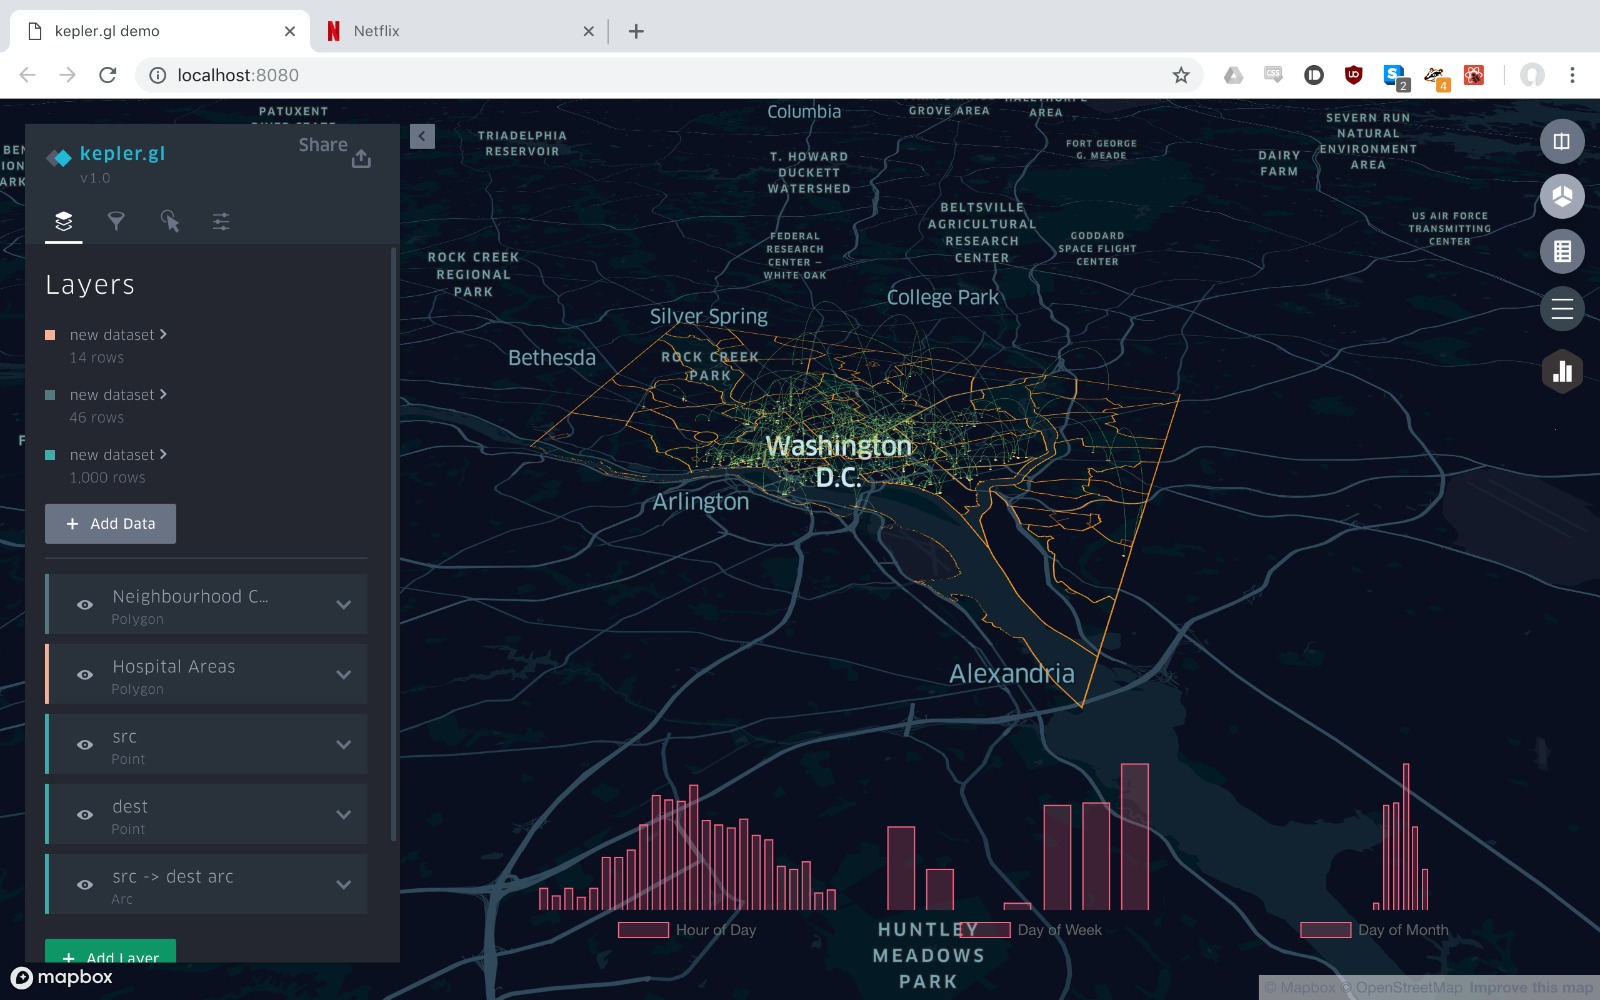 kepler.gl demo
Netflix
localhost:8080
CSS
UD
S
2
4
PATUXENT
Columbia
GROVE AREA
AREA
TRIADELPHIA
RESERVOIR
T. HOWARD
DUCKETT
WATERSHED
FORT GEORGE
G. MEADE
SEVERN RUN
NATURAL
ENVIRONMENT
AREA
DAIRY
FARM
BELTSVILLE
AGRICULTURAL
RESEARCH
CENTER
US AIR FORCE
TRANSMITTING
CENTER
FEDERAL
RESEARCH
CENTER –
WHITE OAK
GODDARD
SPACE FLIGHT
CENTER
ROCK CREEK
REGIONAL
PARK
College Park
Silver Spring
Bethesda
ROCK CREEK
PARK
Washington
D.C.
Arlington
Alexandria
HUNTLEY
MEADOWS
PARK
kepler.gl
v1.0
Share
Layers
new dataset
14 rows
new dataset
46 rows
new dataset
1,000 rows
+ Add Data
Neighbourhood C...
Polygon
Hospital Areas
Polygon
src
Point
dest
Point
src -> dest arc
Arc
+ Add Layer
mapbox
Hour of Day
Day of Week
Day of Month
© Mapbox © OpenStreetMap Improve this map